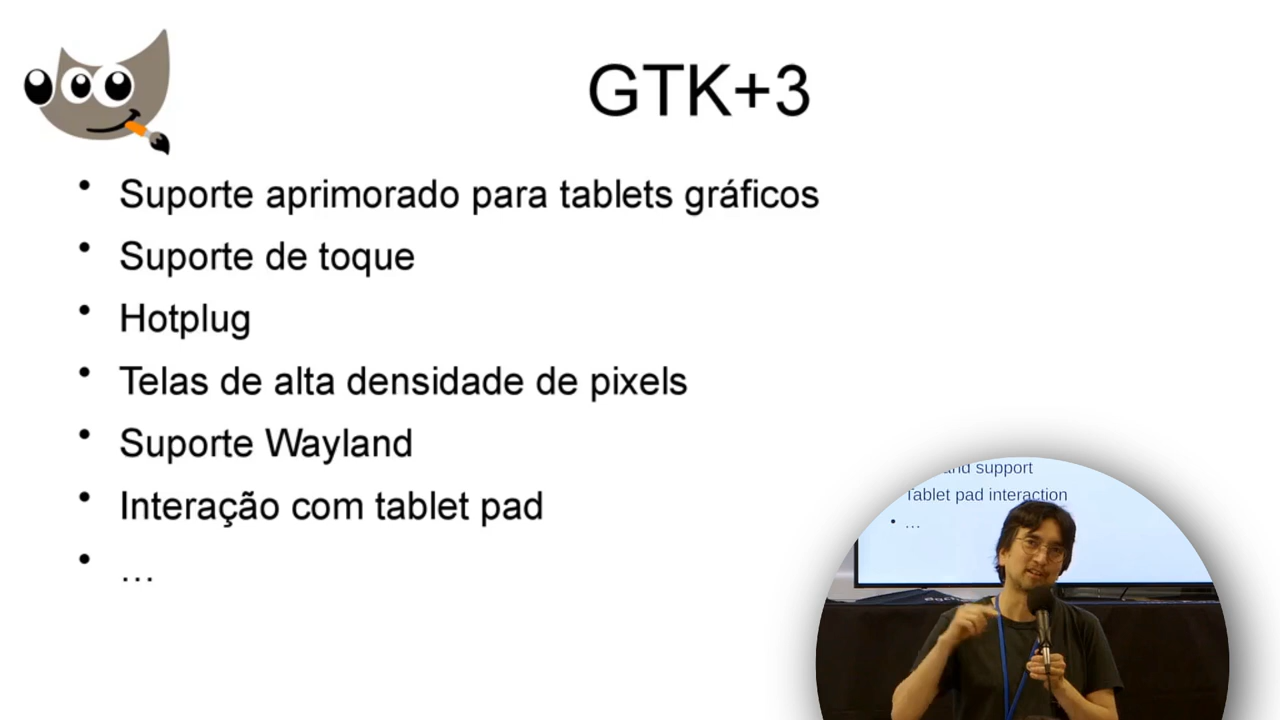 GTK+3
• Suporte aprimorado para tablets gráficos
• Suporte de toque
• Hotplug
• Telas de alta densidade de pixels
• Suporte Wayland
• Interação com tablet pad
• …
support
Tablet pad interaction
• …